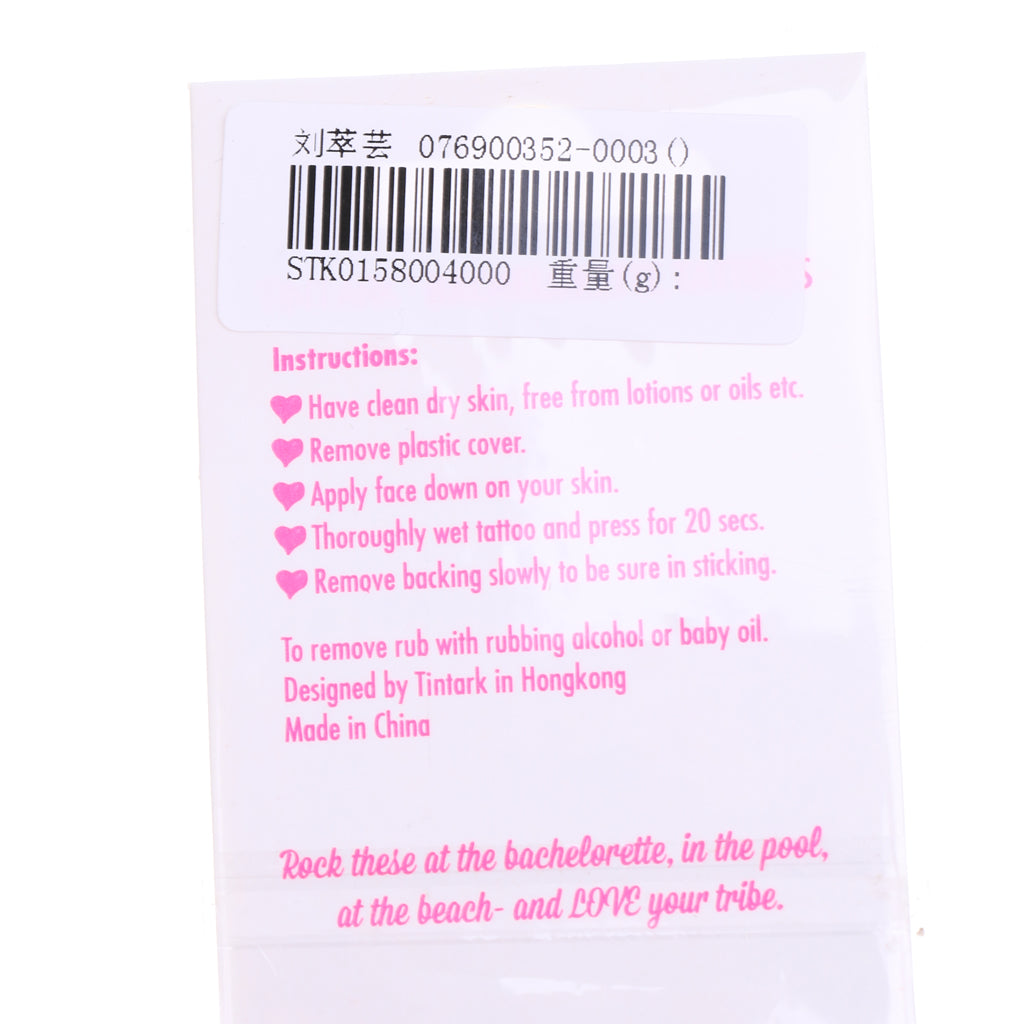 刘萃芸 076900352-0003()
STK0158004000 重量(g):
Instructions:
Have clean dry skin, free from lotions or oils etc.
Remove plastic cover.
Apply face down on your skin.
Thoroughly wet tattoo and press for 20 secs.
Remove backing slowly to be sure in sticking.
To remove rub with rubbing alcohol or baby oil.
Designed by Tintark in Hongkong
Made in China
Rock these at the bachelorette, in the pool,
at the beach- and LOVE your tribe.